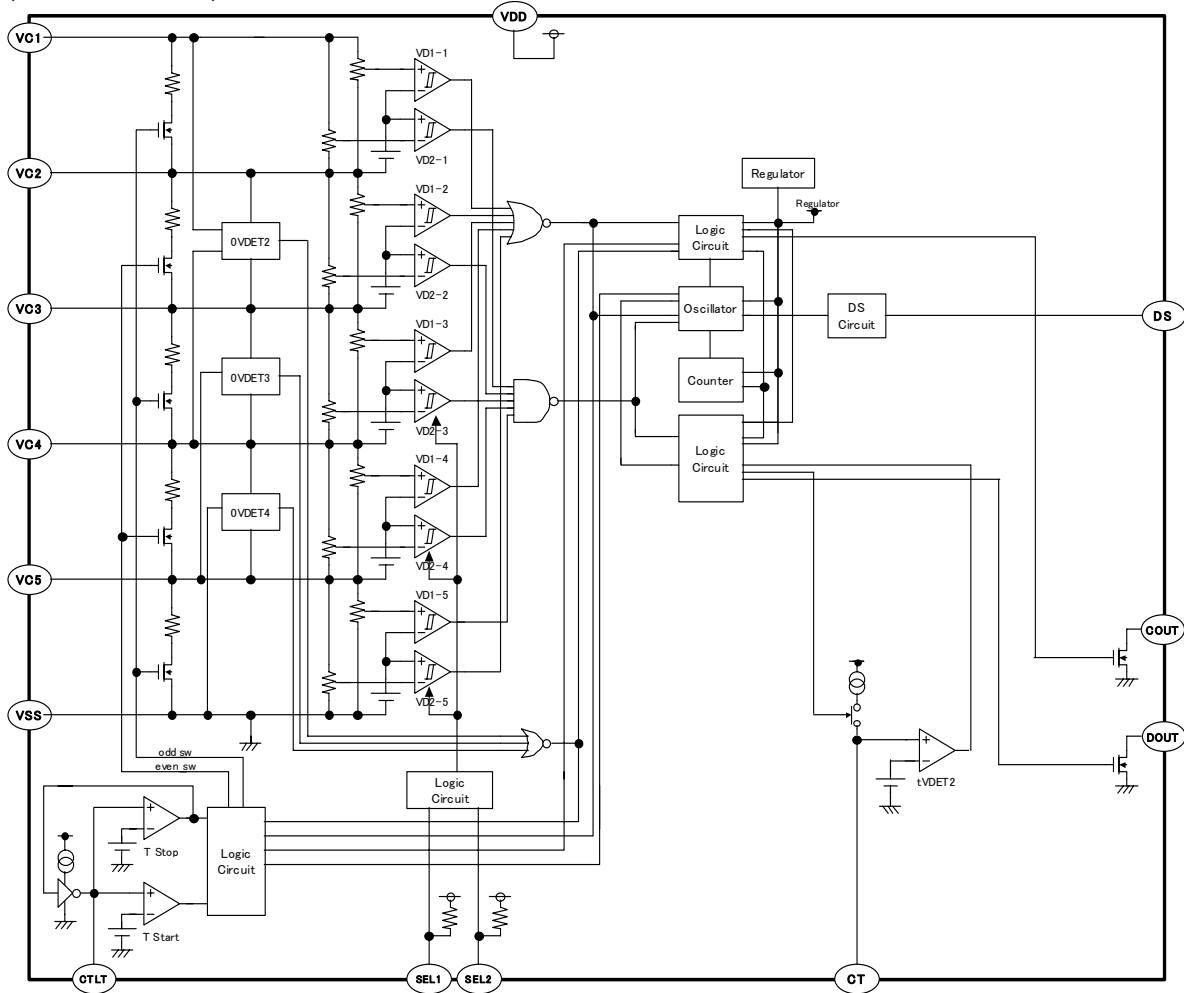 VDD
VC1
VD1-1
VD2-1
VC2
Regulator
VD1-2
Regulator
0VDET2
Logic
Circuit
VD2-2
VC3
Oscillator
DS
Circuit
DS
VD1-3
0VDET3
Counter
VD2-3
VC4
Logic
Circuit
VD1-4
0VDET4
VD2-4
VC5
VD1-5
COUT
VD2-5
VSS
DOUT
odd sw
even sw
Logic
Circuit
tVDET2
T Stop
Logic
Circuit
T Start
CTLT
SEL1
SEL2
CT